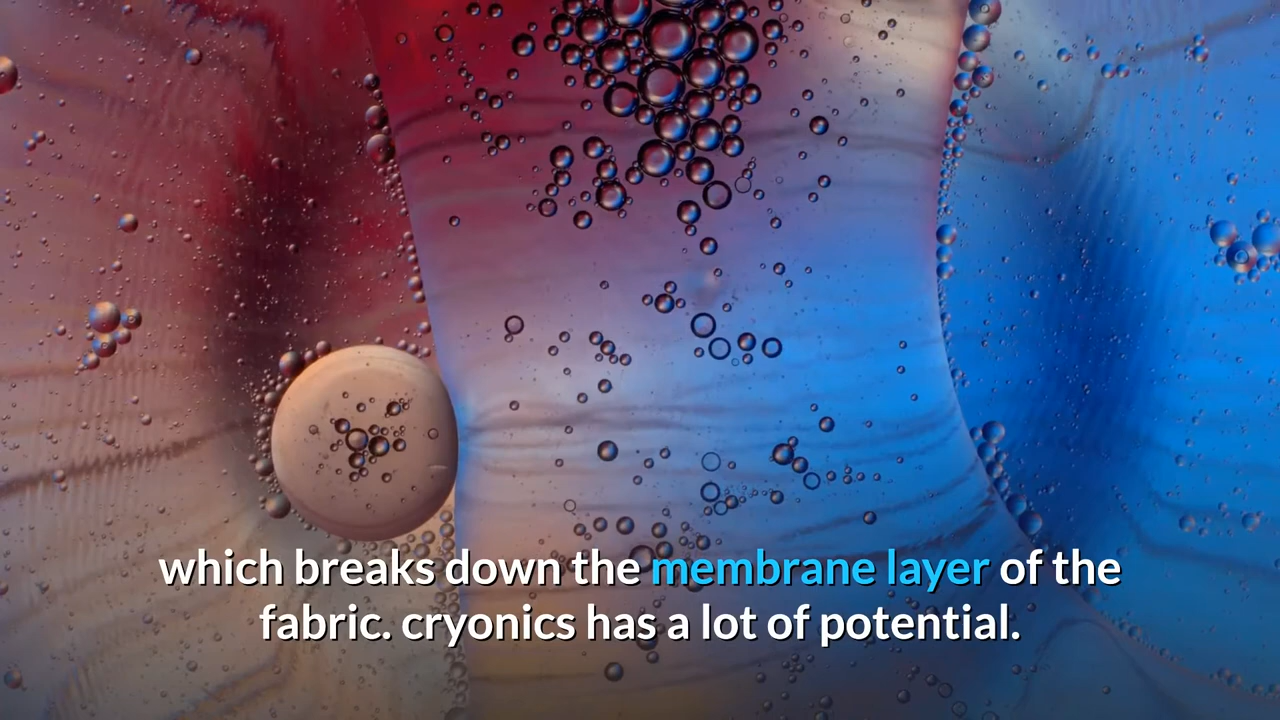 which breaks down the membrane layer of the
fabric. cryonics has a lot of potential.